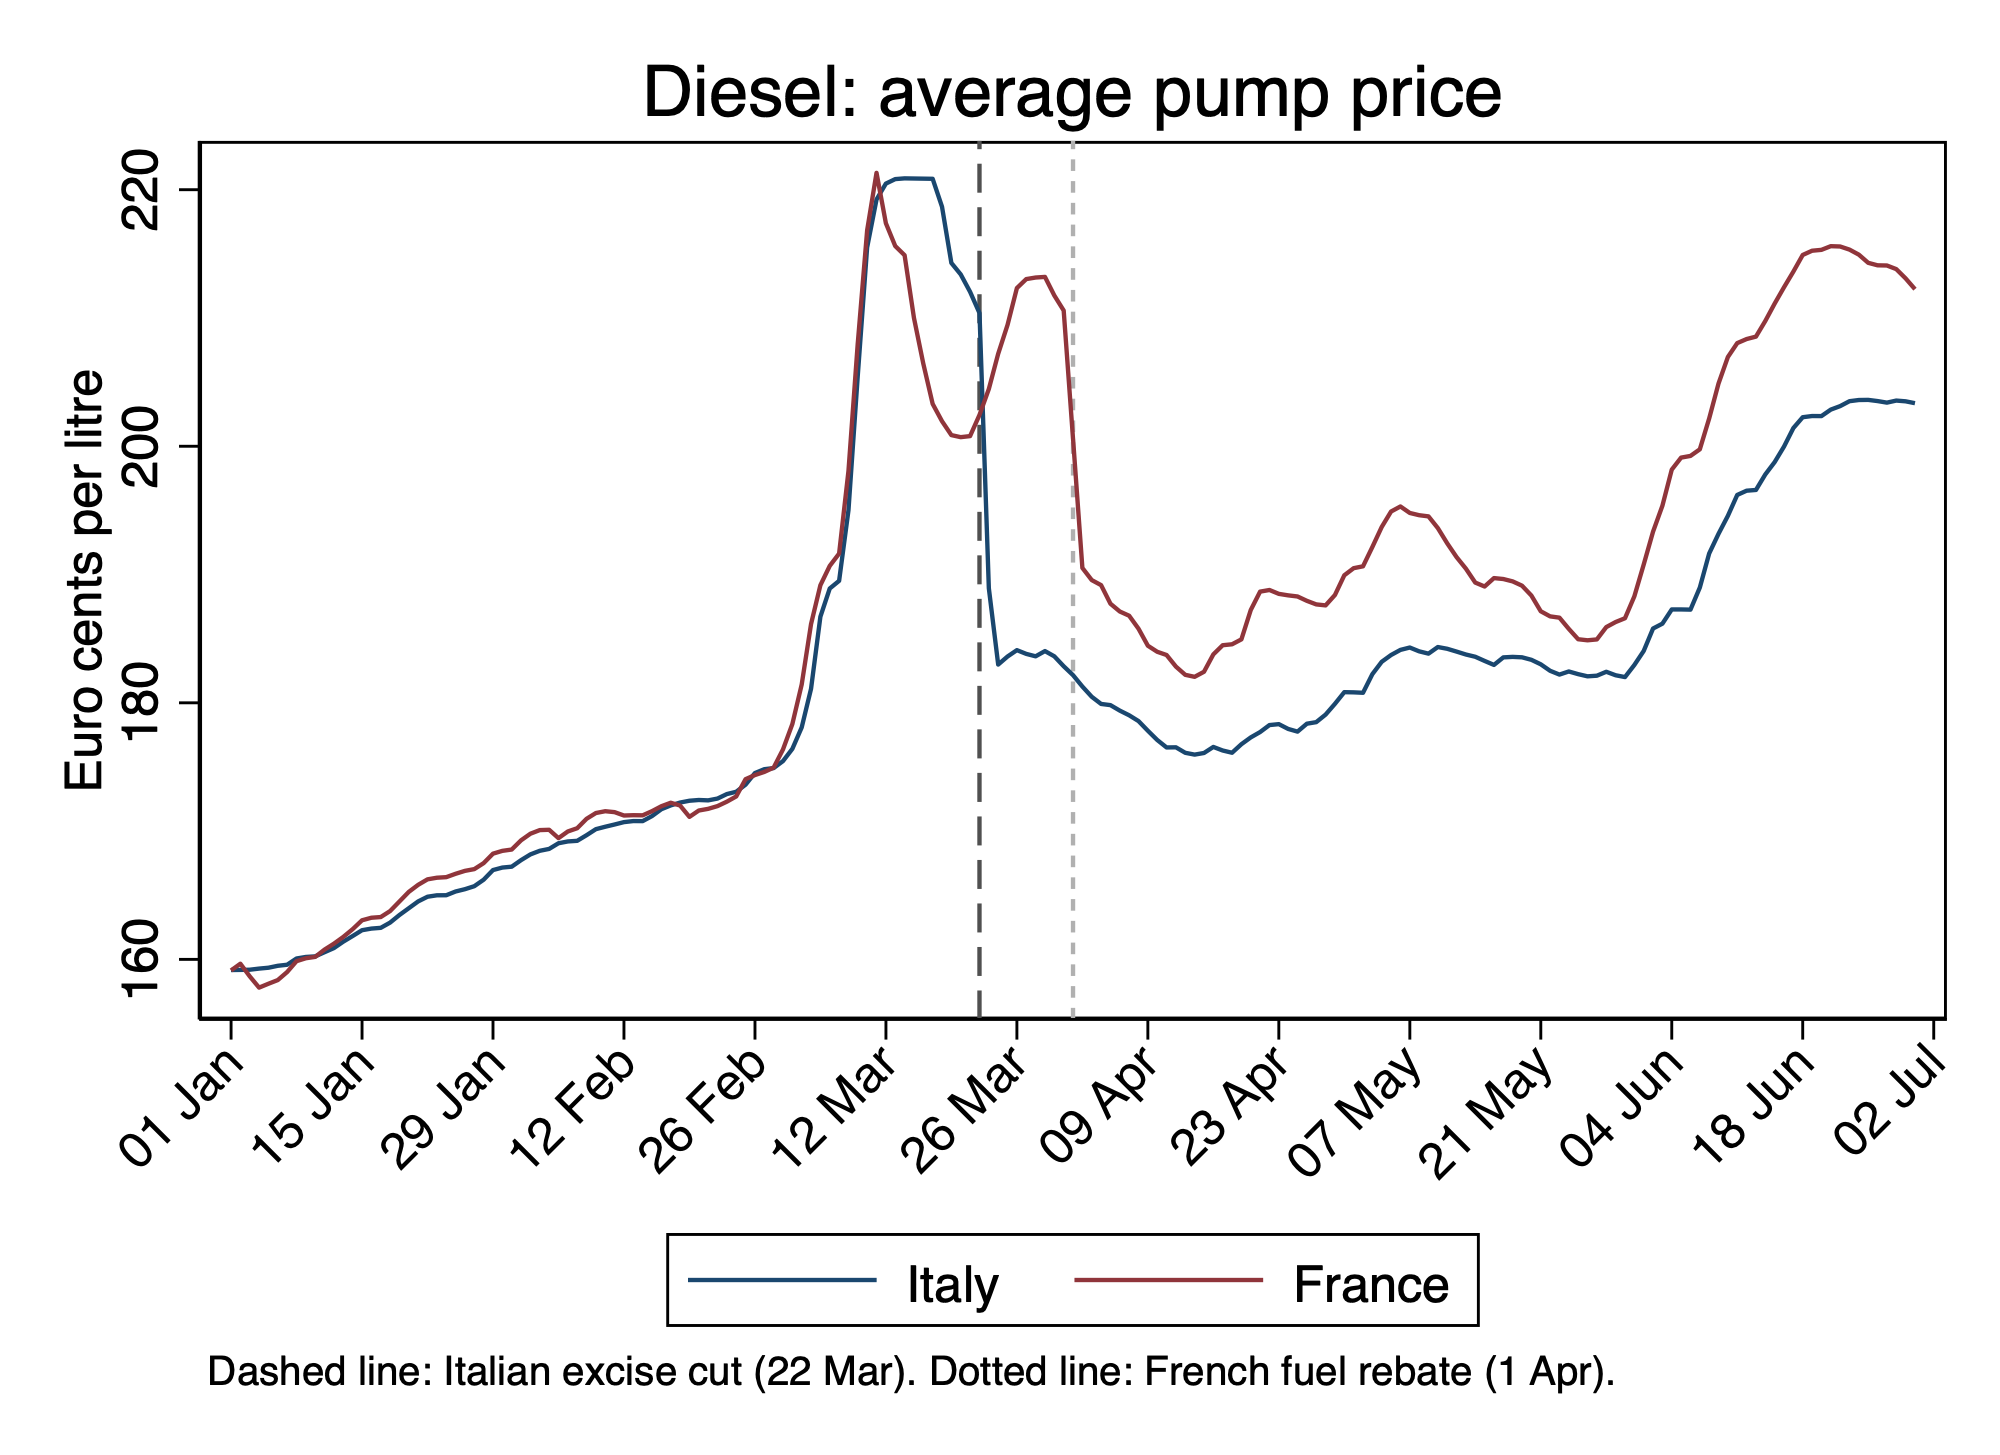 Diesel: average pump price
Euro cents per litre
220
200
180
160
01 Jan
15 Jan
29 Jan
12 Feb
26 Feb
12 Mar
26 Mar
09 Apr
23 Apr
07 May
21 May
04 Jun
18 Jun
02 Jul
Italy
France
Dashed line: Italian excise cut (22 Mar). Dotted line: French fuel rebate (1 Apr).